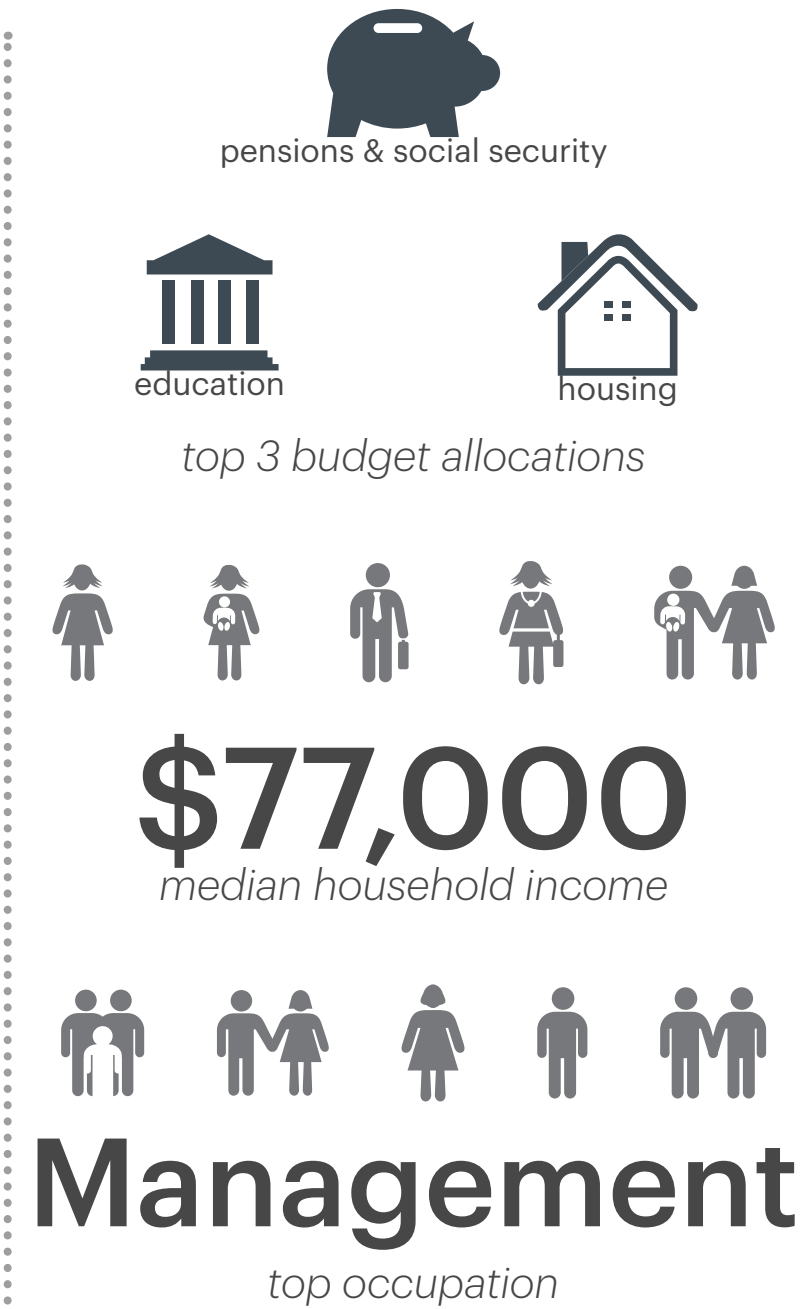 pensions & social security
education
housing
top 3 budget allocations
$77,000
median household income
Management
top occupation